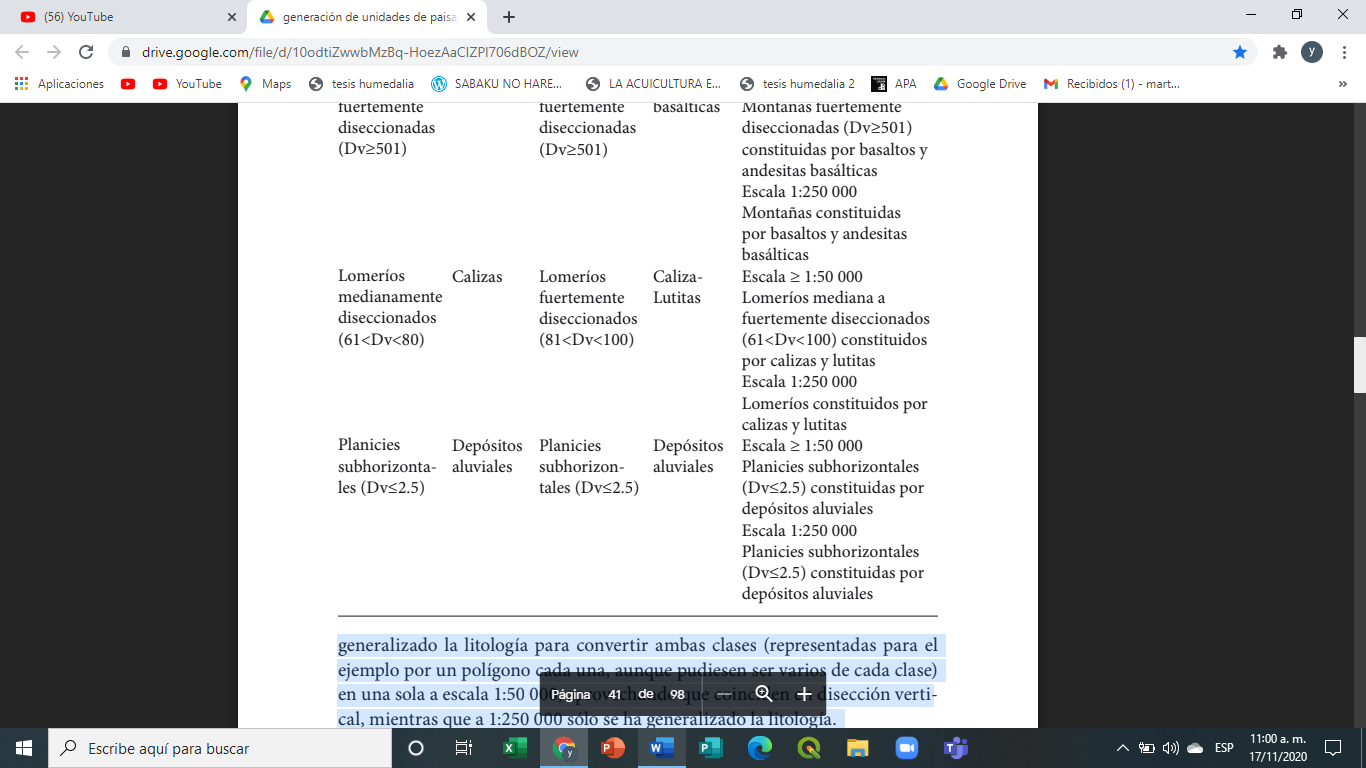 (56) YouTube
generación de unidades de paisa
drive.google.com/file/d/10odtiZwwbMzBq-HoezAaCIZPI706dBOZ/view
y
Aplicaciones
YouTube
Maps
tesis humedalia
SABAKU NO HARE...
LA ACUICULTURA E...
tesis humedalia 2
APA
Google Drive
Recibidos (1) - mart...
»
fuertemente
diseccionadas
(Dv≥501)
fuertemente
diseccionadas
(Dv≥501)
basálticas
Montañas fuertemente
diseccionadas (Dv≥501)
constituidas por basaltos y
andesitas basálticas
Escala 1:250 000
Montañas constituidas
por basaltos y andesitas
basálticas
Lomeríos
medianamente
diseccionados
(61<Dv<80)
Calizas
Lomeríos
fuertemente
diseccionados
(81<Dv<100)
Caliza-
Lutitas
Escala ≥ 1:50 000
Lomeríos mediana a
fuertemente diseccionados
(61<Dv<100) constituidos
por calizas y lutitas
Escala 1:250 000
Lomeríos constituidos por
calizas y lutitas
Planicies
subhorizonta-
les (Dv≤2.5)
Depósitos
aluviales
Planicies
subhorizon-
tales (Dv≤2.5)
Depósitos
aluviales
Escala ≥ 1:50 000
Planicies subhorizontales
(Dv≤2.5) constituidas por
depósitos aluviales
Escala 1:250 000
Planicies subhorizontales
(Dv≤2.5) constituidas por
depósitos aluviales
generalizado la litología para convertir ambas clases (representadas para el
ejemplo por un polígono cada una, aunque pudiesen ser varios de cada clase)
en una sola a escala 1:50 que disección verti-
cal, mientras que a 1:250 000 sólo se ha generalizado la litología.
Página 41 de 98
Escribe aquí para buscar
ESP
11:00 a. m.
17/11/2020